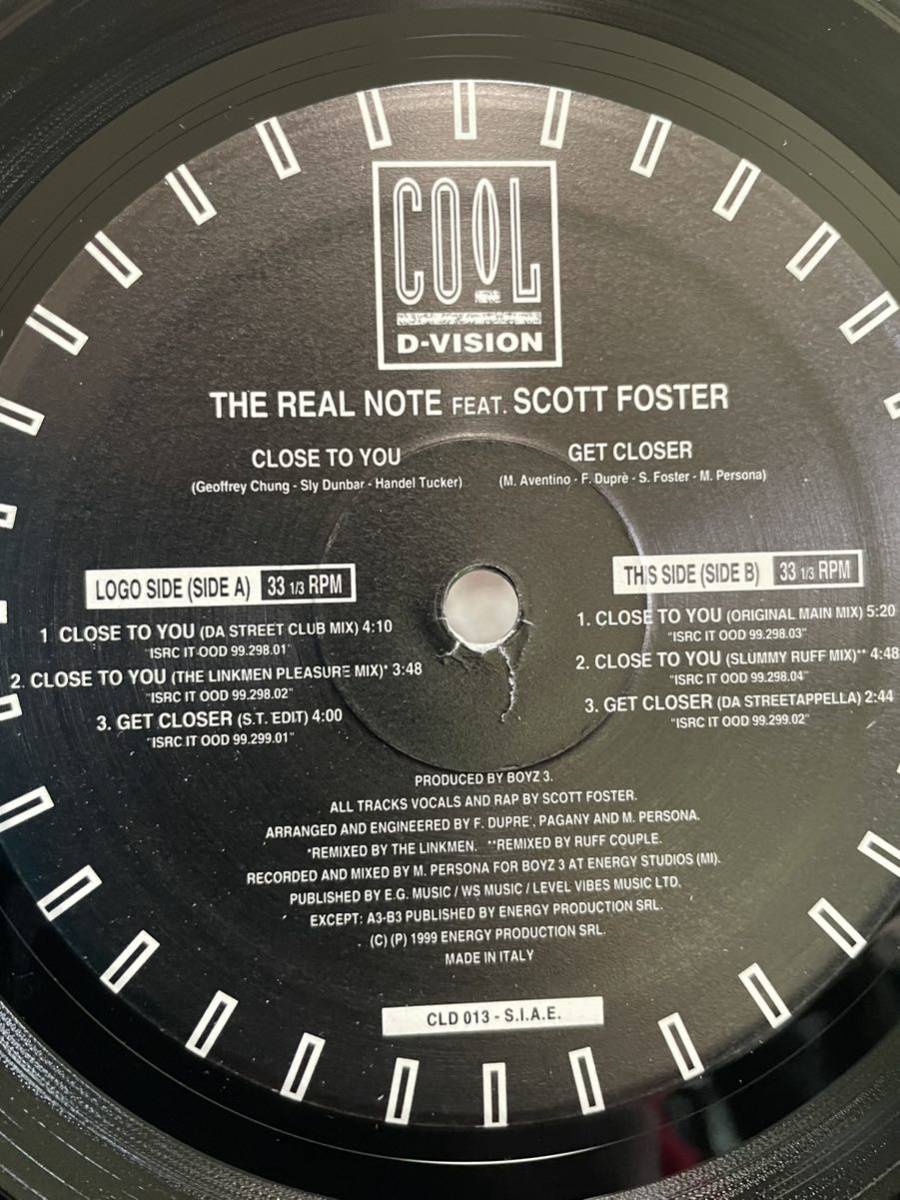 COOL
D-VISION
THE REAL NOTE FEAT. SCOTT FOSTER
CLOSE TO YOU
(Geoffrey Chung - Sly Dunbar - Handel Tucker)
GET CLOSER
(M. Aventino - F. Duprè - S. Foster - M. Persona)
LOGO SIDE (SIDE A) 33 1/3 RPM
1 CLOSE TO YOU (DA STREET CLUB MIX) 4:10
"ISRC IT OOD 99.298.01"
2. CLOSE TO YOU (THE LINKMEN PLEASURE MIX)* 3:48
"ISRC IT OOD 99.298.02"
3. GET CLOSER (S.T. EDIT) 4:00
"ISRC IT OOD 99.299.01"
THIS SIDE (SIDE B) 33 1/3 RPM
1. CLOSE TO YOU (ORIGINAL MAIN MIX) 5:20
"ISRC IT OOD 99.298.03"
2. CLOSE TO YOU (SLUMMY RUFF MIX)** 4:48
"ISRC IT OOD 99.298.04"
3. GET CLOSER (DA STREETAPPELLA) 2:44
"ISRC IT OOD 99.299.02"
PRODUCED BY BOYZ 3.
ALL TRACKS VOCALS AND RAP BY SCOTT FOSTER.
ARRANGED AND ENGINEERED BY F. DUPRE', PAGANY AND M. PERSONA.
*REMIXED BY THE LINKMEN. **REMIXED BY RUFF COUPLE.
RECORDED AND MIXED BY M. PERSONA FOR BOYZ 3 AT ENERGY STUDIOS (MI).
PUBLISHED BY E.G. MUSIC / WS MUSIC / LEVEL VIBES MUSIC LTD.
EXCEPT: A3-B3 PUBLISHED BY ENERGY PRODUCTION SRL.
(C) (P) 1999 ENERGY PRODUCTION SRL.
MADE IN ITALY
CLD 013 - S.I.A.E.